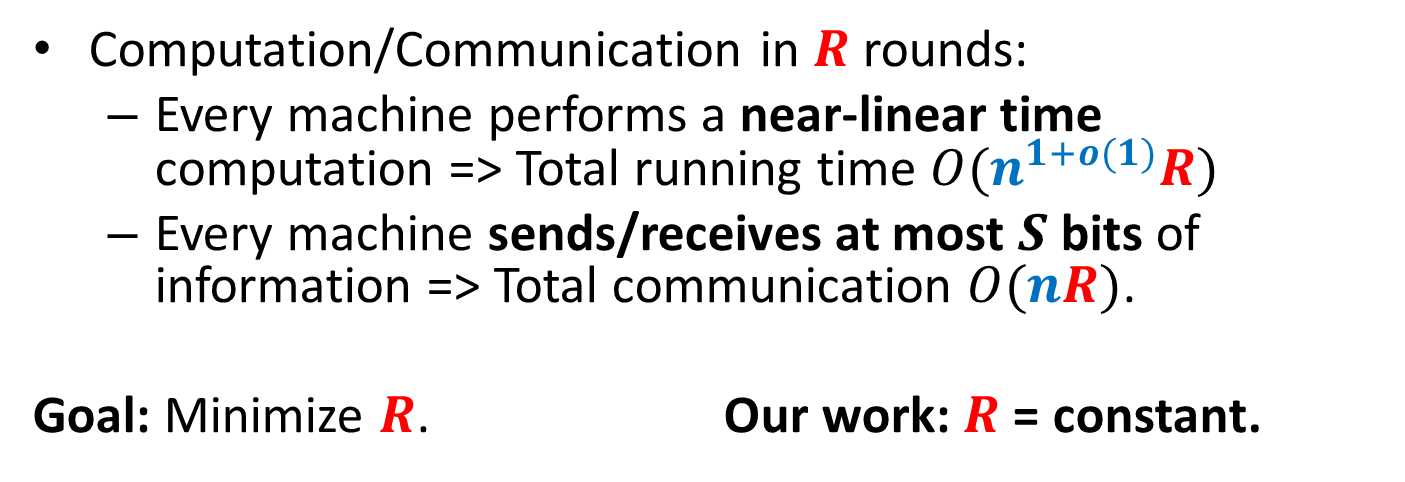 • Computation/Communication in R rounds:
– Every machine performs a near-linear time
computation => Total running time O(n^{1+o(1)}R)
– Every machine sends/receives at most S bits of
information => Total communication O(nR).
Goal: Minimize R. Our work: R = constant.